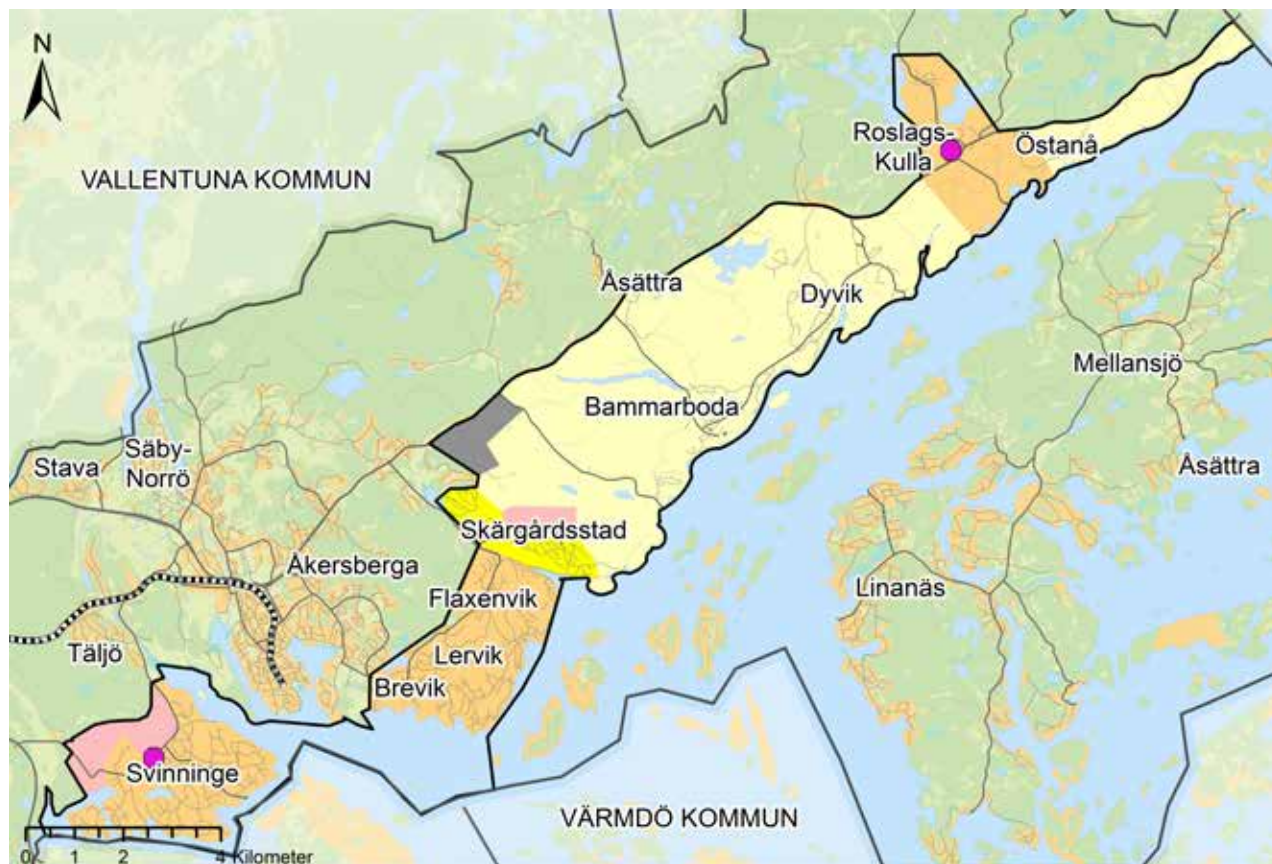 N
VALLENTUNA KOMMUN
Roslags-
Kulla
Östanå
Åsättra
Dyvik
Mellansjö
Bammarboda
Säby-
Norrö
Stava
Åsättra
Skärgårdsstad
Åkersberga
Flaxenvik
Linanäs
Täljö
Lervik
Brevik
Svinninge
VÄRMDÖ KOMMUN
0 1 2 4 Kilometer